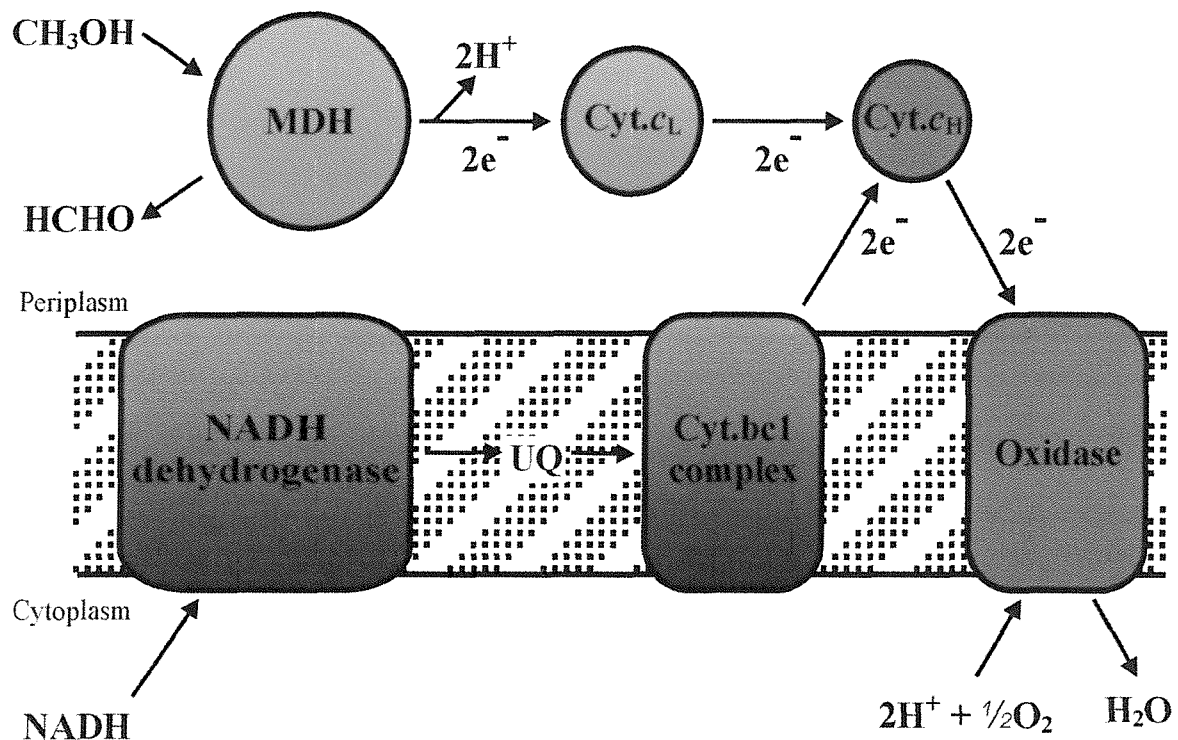 CH₃OH
2H⁺
MDH
Cyt.c_L
Cyt.c_H
2e⁻
2e⁻
HCHO
2e⁻
2e⁻
Periplasm
NADH
dehydrogenase
UQ
Cyt.bc1
complex
Oxidase
Cytoplasm
NADH
2H⁺ + ½O₂
H₂O